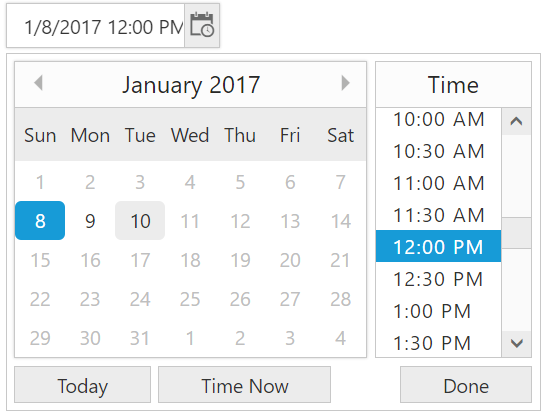 1/8/2017 12:00 PM
January 2017
Sun Mon Tue Wed Thu Fri Sat
1 2 3 4 5 6 7
8 9 10 11 12 13 14
15 16 17 18 19 20 21
22 23 24 25 26 27 28
29 30 31 1 2 3 4
Time
10:00 AM
10:30 AM
11:00 AM
11:30 AM
12:00 PM
12:30 PM
1:00 PM
1:30 PM
Today Time Now Done